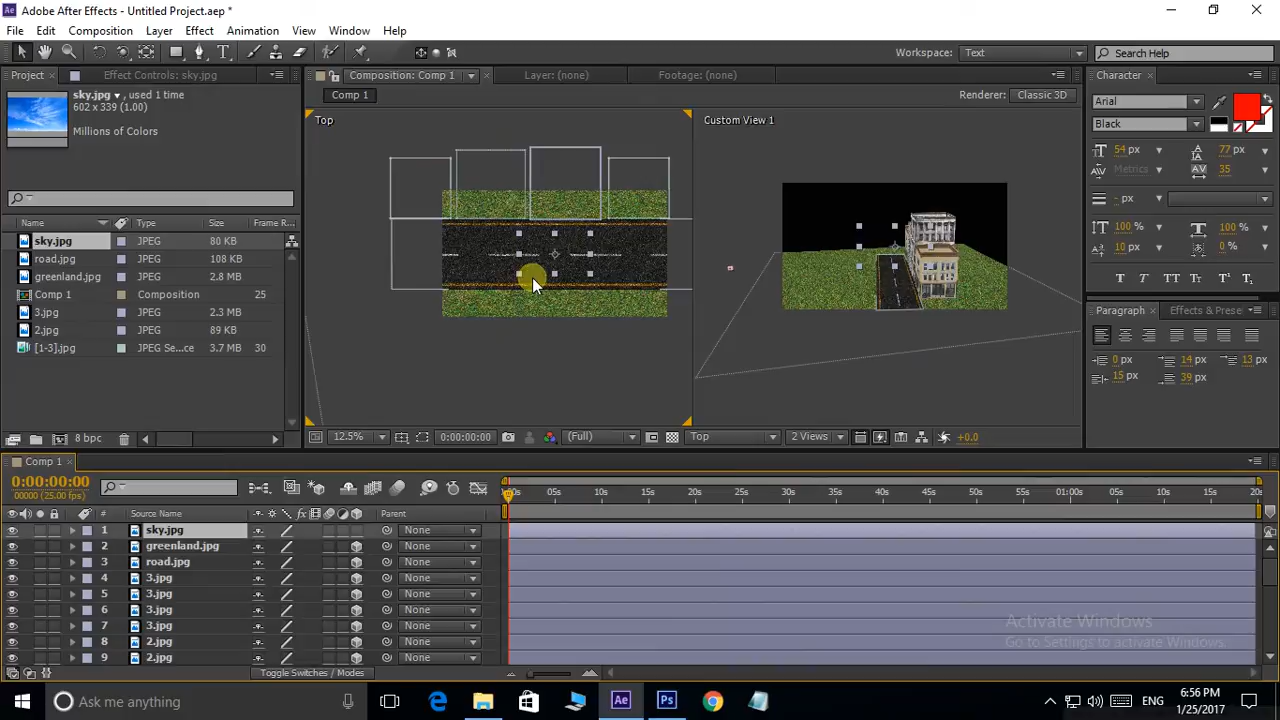 Adobe After Effects - Untitled Project.aep *
File Edit Composition Layer Effect Animation View Window Help
Workspace: Text Search Help
Project Effect Controls: sky.jpg Composition: Comp 1 Layer: (none) Footage: (none) Character
sky.jpg , used 1 time
602 x 339 (1.00)
Millions of Colors
Comp 1 Renderer: Classic 3D
Top Custom View 1
Arial
Black
54 px 77 px
Metrics 35
- px
100 % 100 %
10 px 0 %
T T TT Tt T¹ T₁
Paragraph Effects & Prese
0 px 14 px 13 px
15 px 39 px
Name Type Size Frame R...
sky.jpg JPEG 80 KB
road.jpg JPEG 108 KB
greenland.jpg JPEG 2.8 MB
Comp 1 Composition 25
3.jpg JPEG 2.3 MB
2.jpg JPEG 89 KB
[1-3].jpg JPEG Se...ce 3.7 MB 30
8 bpc 12.5% 0:00:00:00 (Full) Top 2 Views +0.0
Comp 1
0:00:00:00
00000 (25.00 fps)
05s 10s 15s 20s 05s 10s 15s 20s 01:00s 05s 10s 15s 20s
# Source Name Parent
1 sky.jpg None
2 greenland.jpg None
3 road.jpg None
4 3.jpg None
5 3.jpg None
6 3.jpg None
7 3.jpg None
8 2.jpg None
9 2.jpg None
Activate Windows
Go to Settings to activate Windows.
Toggle Switches / Modes
Ask me anything
ENG
6:56 PM
1/25/2017